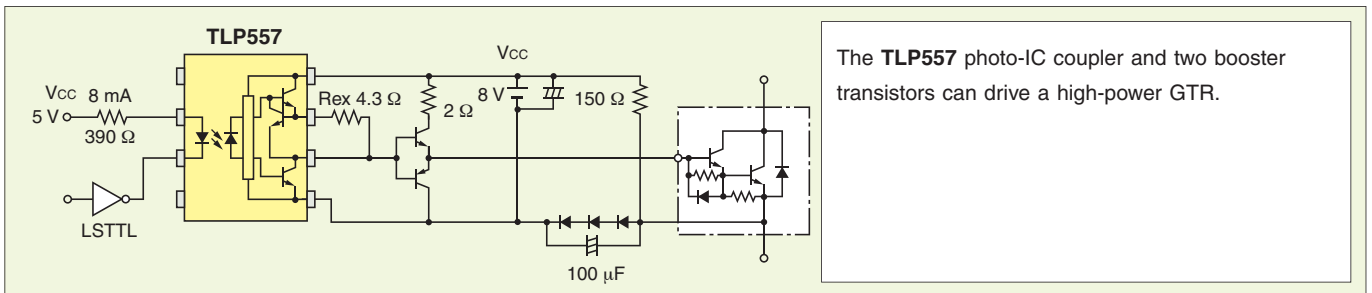 TLP557
VCC 8 mA
5 V
390 Ω
LSTTL
Rex 4.3 Ω
2 Ω
VCC
8 V
150 Ω
100 μF
The TLP557 photo-IC coupler and two booster
transistors can drive a high-power GTR.